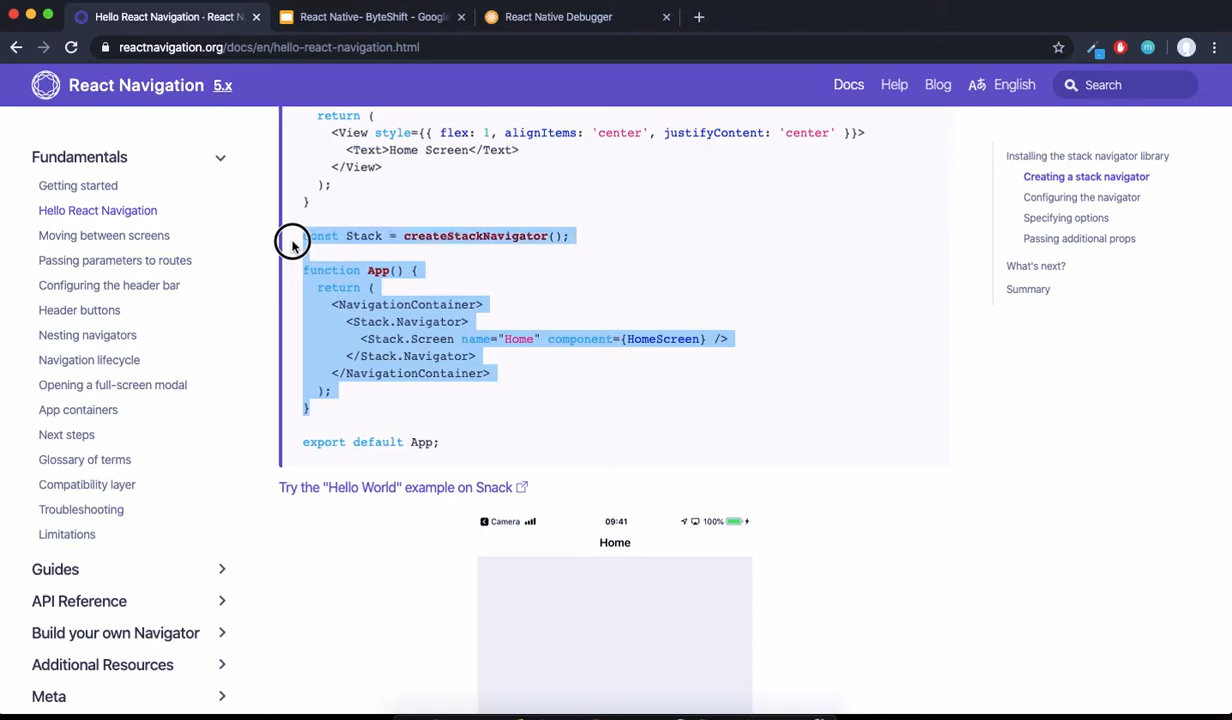 Hello React Navigation · React N
React Native- ByteShift - Google
React Native Debugger
reactnavigation.org/docs/en/hello-react-navigation.html
React Navigation 5.x
Docs
Help
Blog
English
Search
Fundamentals
Getting started
Hello React Navigation
Moving between screens
Passing parameters to routes
Configuring the header bar
Header buttons
Nesting navigators
Navigation lifecycle
Opening a full-screen modal
App containers
Next steps
Glossary of terms
Compatibility layer
Troubleshooting
Limitations
Guides
API Reference
Build your own Navigator
Additional Resources
Meta
return (
<View style={{ flex: 1, alignItems: 'center', justifyContent: 'center' }}>
<Text>Home Screen</Text>
</View>
);
}
const Stack = createStackNavigator();
function App() {
return (
<NavigationContainer>
<Stack.Navigator>
<Stack.Screen name="Home" component={HomeScreen} />
</Stack.Navigator>
</NavigationContainer>
);
}
export default App;
Try the "Hello World" example on Snack
Camera
09:41
100%
Home
Installing the stack navigator library
Creating a stack navigator
Configuring the navigator
Specifying options
Passing additional props
What's next?
Summary